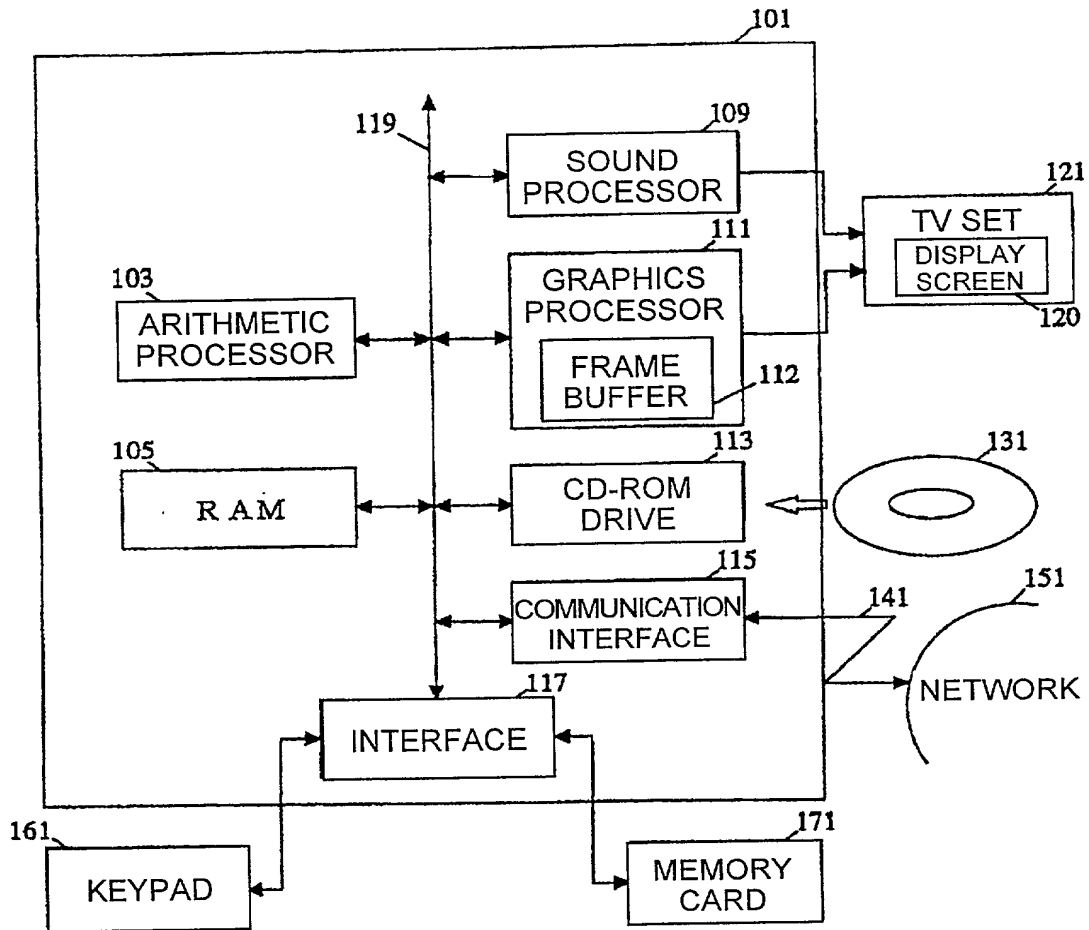 101
119
109
SOUND
PROCESSOR
121
TV SET
DISPLAY
SCREEN
120
111
GRAPHICS
PROCESSOR
FRAME
BUFFER
112
103
ARITHMETIC
PROCESSOR
105
RAM
113
CD-ROM
DRIVE
131
115
COMMUNICATION
INTERFACE
141
151
NETWORK
117
INTERFACE
161
KEYPAD
171
MEMORY
CARD